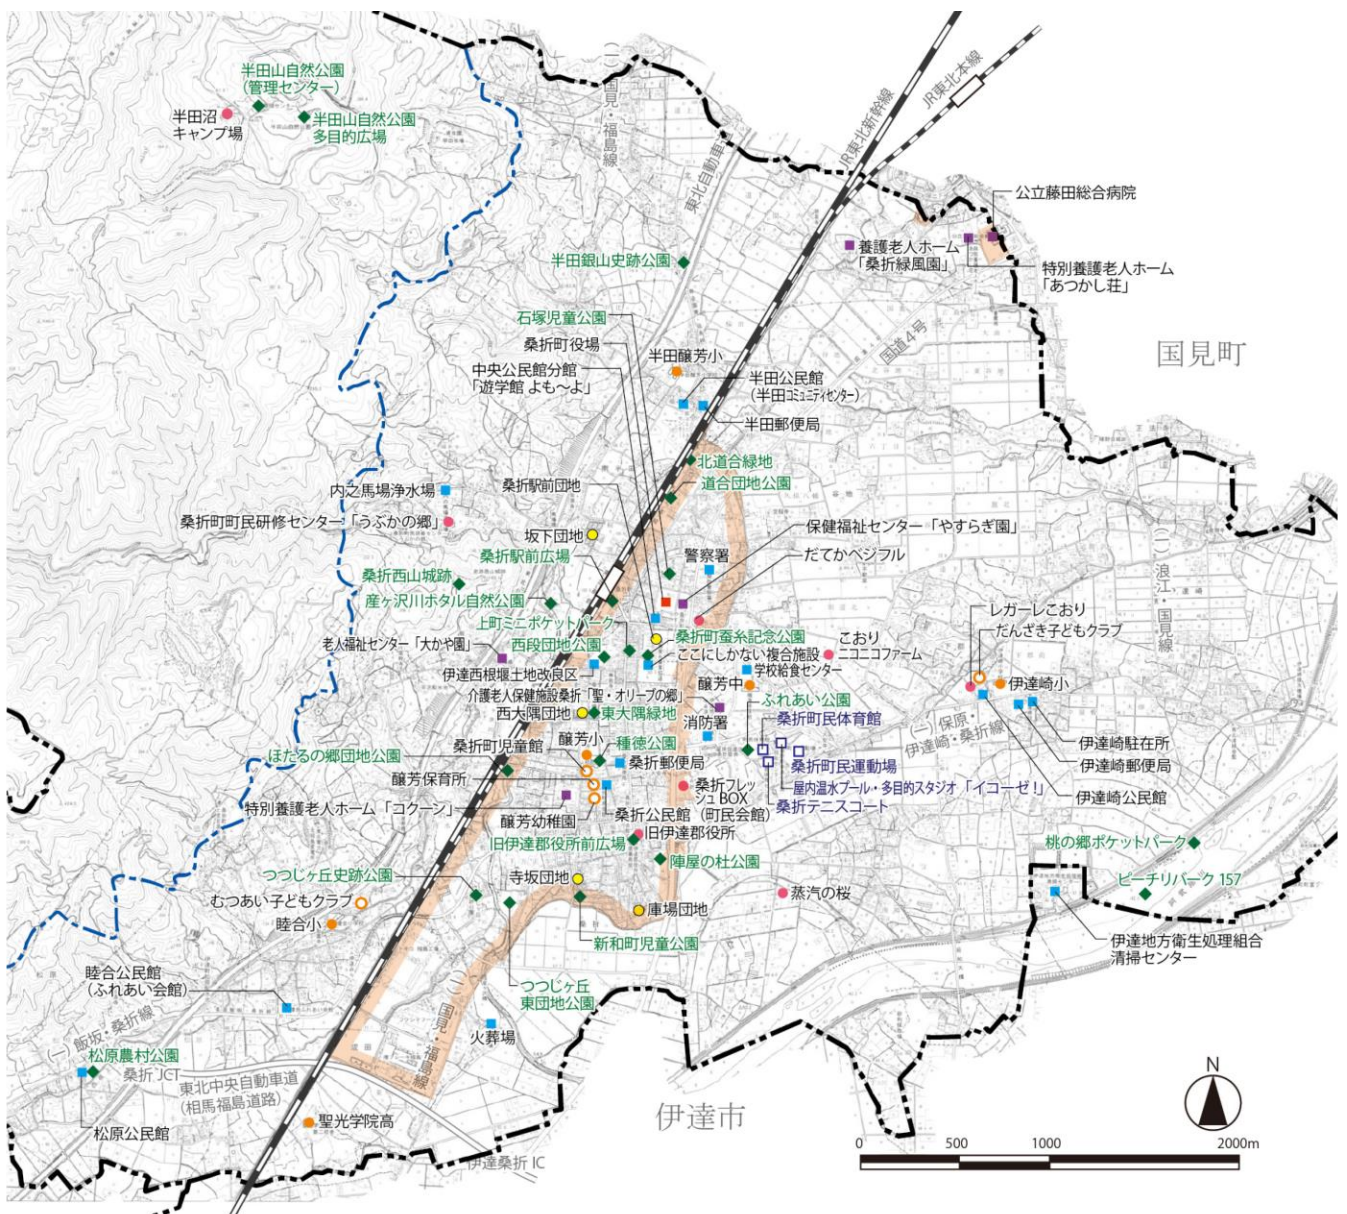 半田山自然公園
(管理センター)
半田沼
キャンプ場
半田山自然公園
多目的広場
(一)国見・福島線
東北自動車道
JR東北新幹線
JR東北本線
公立藤田総合病院
養護老人ホーム
「桑折緑風園」
特別養護老人ホーム
「あつかし荘」
半田銀山史跡公園
石塚児童公園
桑折町役場
中央公民館分館
「遊学館 よも～よ」
半田醸芳小
国道4号
国見町
半田公民館
(半田コミュニティセンター)
半田郵便局
北道合緑地
道合団地公園
桑折駅前団地
内之馬場浄水場
桑折町町民研修センター「うぶかの郷」
坂下団地
桑折駅前広場
警察署
保健福祉センター「やすらぎ園」
だてかベジフル
(一)浪江・国見線
桑折西山城跡
産ヶ沢川ホタル自然公園
上町ミニポケットパーク
西段団地公園
老人福祉センター「大かや園」
伊達西根堰土地改良区
桑折町蚕糸記念公園
ここにしかない複合施設
こおり
ニコニコファーム
学校給食センター
レガーレこおり
だんざき子どもクラブ
伊達崎小
介護老人保健施設桑折「聖・オリーブの郷」
醸芳中
西大隅団地
東大隅緑地
消防署
ふれあい公園
桑折町民体育館
(一)保原・
伊達崎・桑折線
伊達崎駐在所
伊達崎郵便局
伊達崎公民館
ほたるの郷団地公園
桑折町児童館
醸芳小
種徳公園
桑折郵便局
桑折町民運動場
屋内温水プール・多目的スタジオ「イコーゼ!」
桑折テニスコート
醸芳保育所
特別養護老人ホーム「コクーン」
醸芳幼稚園
桑折公民館(町民会館)
桑折フレッ
シュBOX
旧伊達郡役所
旧伊達郡役所前広場
陣屋の杜公園
桃の郷ポケットパーク
ピーチリパーク 157
つつじヶ丘史跡公園
むつあい子どもクラブ
睦合小
寺坂団地
庫場団地
蒸汽の桜
新和町児童公園
伊達地方衛生処理組合
清掃センター
睦合公民館
(ふれあい会館)
つつじヶ丘
東団地公園
火葬場
(一)国見・福島線
(一)飯坂・桑折線
松原農村公園
桑折JCT
東北中央自動車道
(相馬福島道路)
松原公民館
聖光学院高
伊達桑折IC
伊達市
N
0 500 1000 2000m